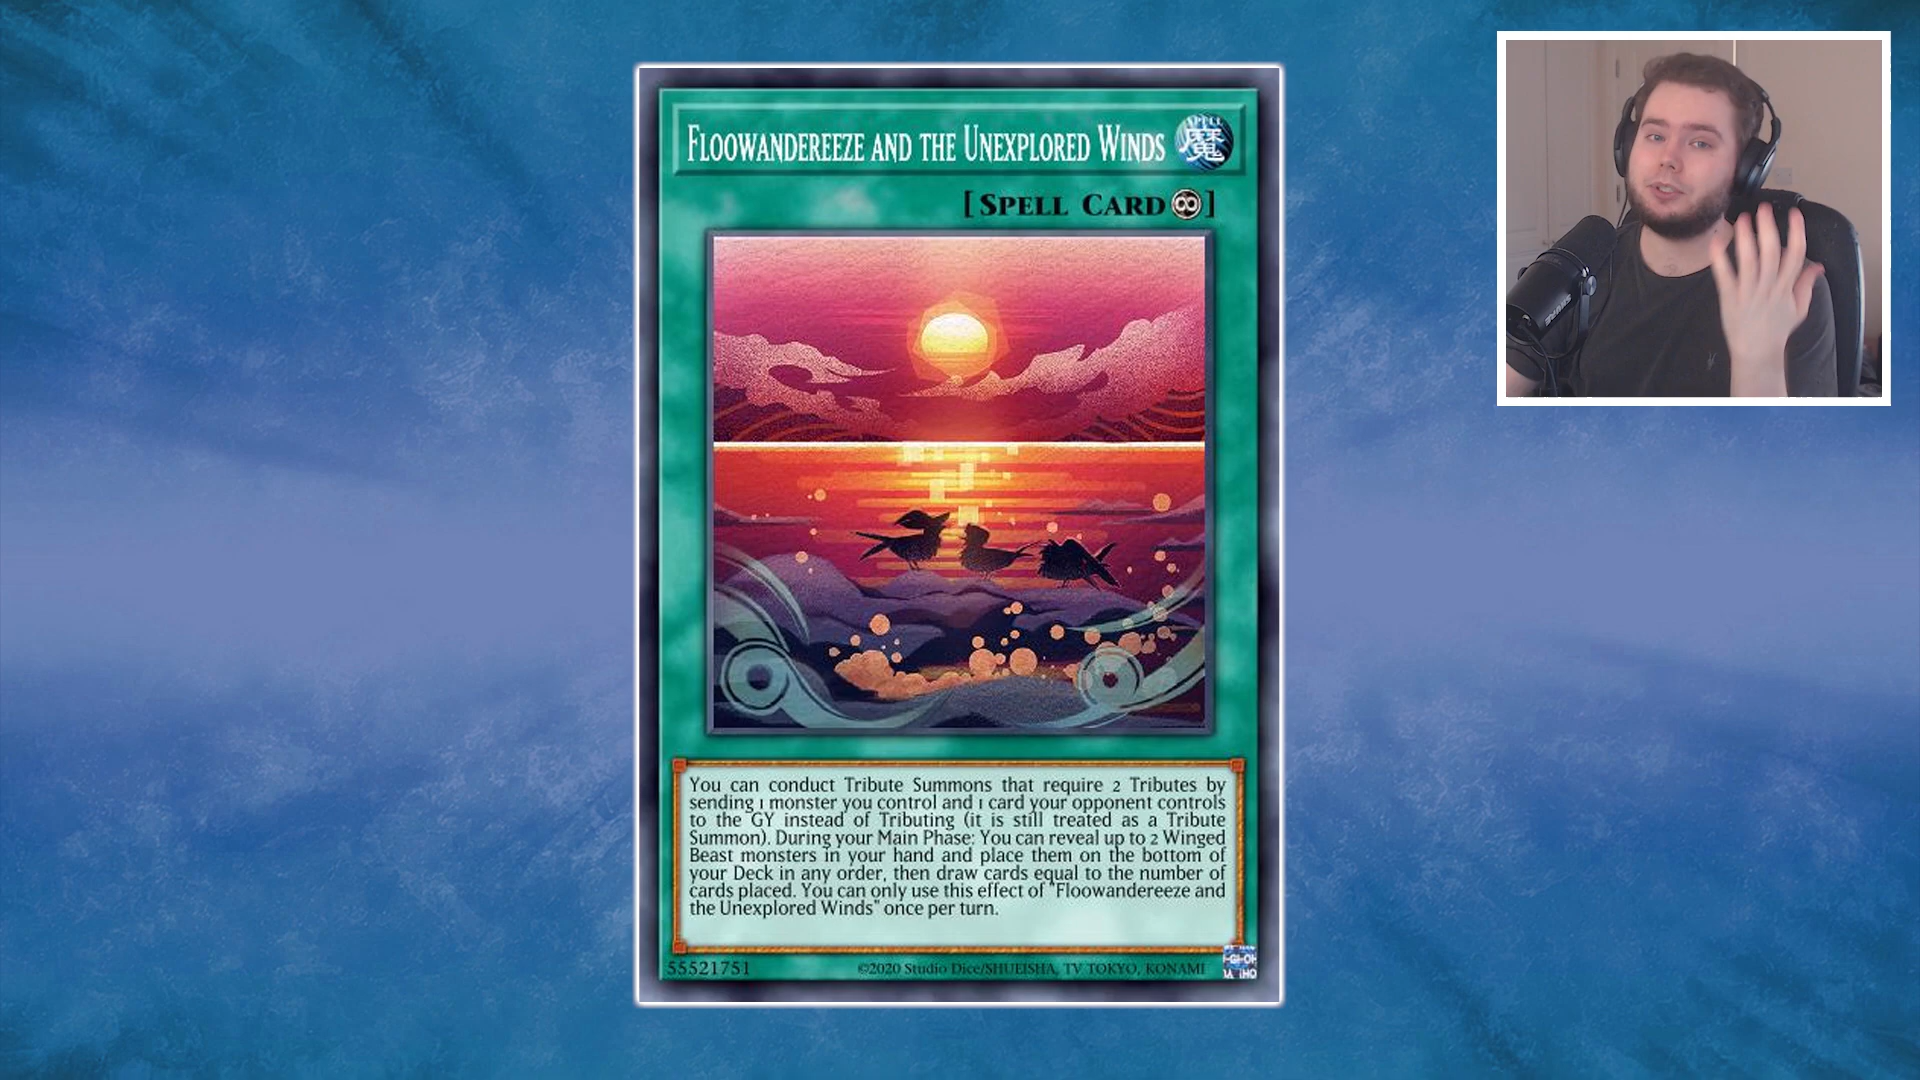 Floowandereeze and the Unexplored Winds
SPELL
魔
[Spell Card]
You can conduct Tribute Summons that require 2 Tributes by
sending 1 monster you control and 1 card your opponent controls
to the GY instead of Tributing (it is still treated as a Tribute
Summon). During your Main Phase: You can reveal up to 2 Winged
Beast monsters in your hand and place them on the bottom of
your Deck in any order, then draw cards equal to the number of
cards placed. You can only use this effect of "Floowandereeze and
the Unexplored Winds" once per turn.
55521751
©2020 Studio Dice/SHUEISHA, TV TOKYO, KONAMI
SHURE